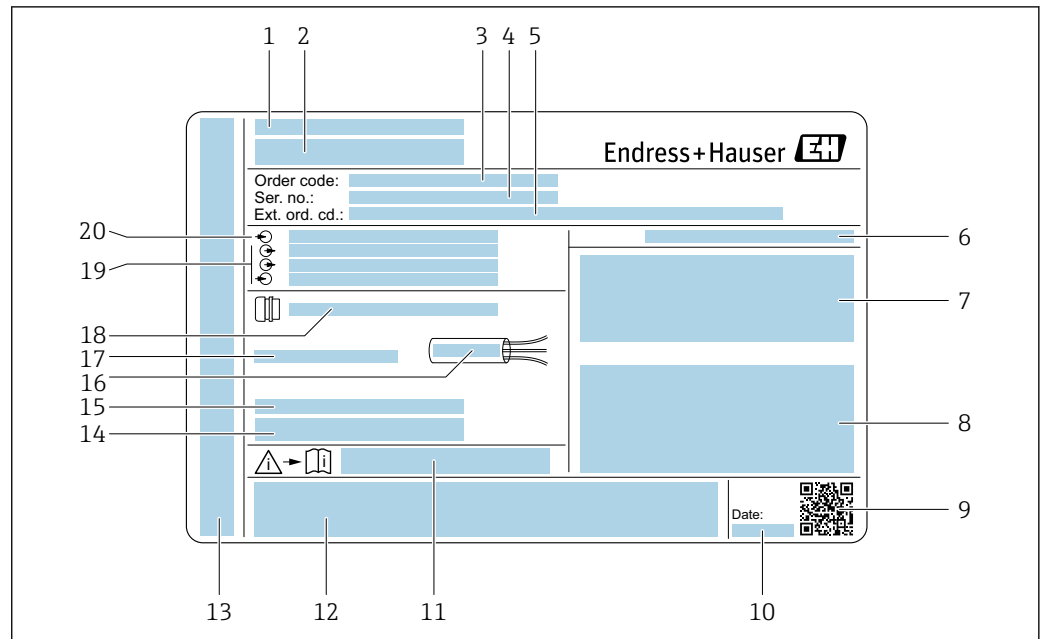 1 2 3 4 5
Endress+Hauser EH
Order code:
Ser. no.:
Ext. ord. cd.:
20
6
19
7
18
17
16
15
8
14
i i
Date:
9
13 12 11 10